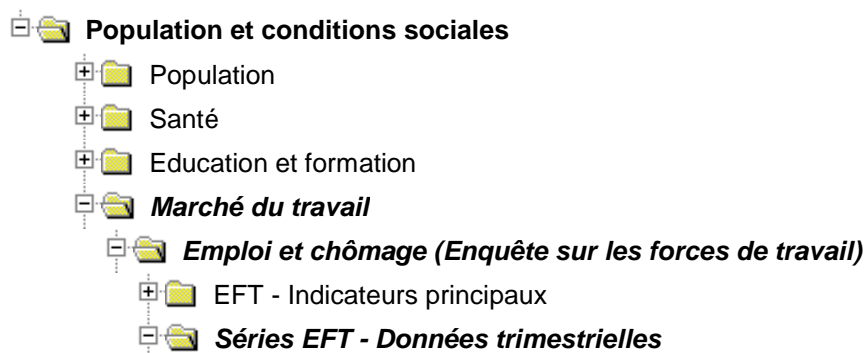 Population et conditions sociales
Population
Santé
Education et formation
Marché du travail
Emploi et chômage (Enquête sur les forces de travail)
EFT - Indicateurs principaux
Séries EFT - Données trimestrielles